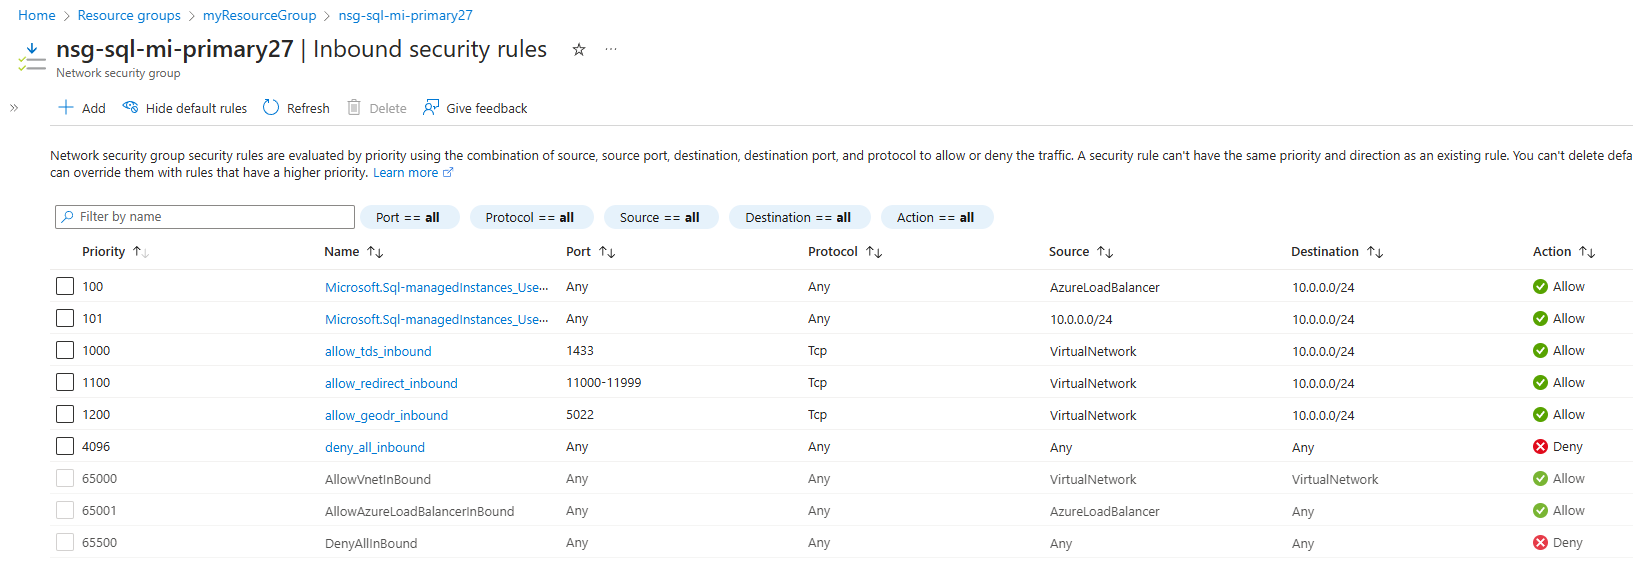 Home > Resource groups > myResourceGroup > nsg-sql-mi-primary27
nsg-sql-mi-primary27 | Inbound security rules ☆ ...
Network security group
» Add Hide default rules Refresh Delete Give feedback
Network security group security rules are evaluated by priority using the combination of source, source port, destination, destination port, and protocol to allow or deny the traffic. A security rule can't have the same priority and direction as an existing rule. You can't delete defa
can override them with rules that have a higher priority. Learn more
Filter by name Port == all Protocol == all Source == all Destination == all Action == all
Priority ↑↓ Name ↑↓ Port ↑↓ Protocol ↑↓ Source ↑↓ Destination ↑↓ Action ↑↓
100 Microsoft.Sql-managedInstances_Use... Any Any AzureLoadBalancer 10.0.0.0/24 Allow
101 Microsoft.Sql-managedInstances_Use... Any Any 10.0.0.0/24 10.0.0.0/24 Allow
1000 allow_tds_inbound 1433 Tcp VirtualNetwork 10.0.0.0/24 Allow
1100 allow_redirect_inbound 11000-11999 Tcp VirtualNetwork 10.0.0.0/24 Allow
1200 allow_geodr_inbound 5022 Tcp VirtualNetwork 10.0.0.0/24 Allow
4096 deny_all_inbound Any Any Any Any Deny
65000 AllowVnetInBound Any Any VirtualNetwork VirtualNetwork Allow
65001 AllowAzureLoadBalancerInBound Any Any AzureLoadBalancer Any Allow
65500 DenyAllInBound Any Any Any Any Deny